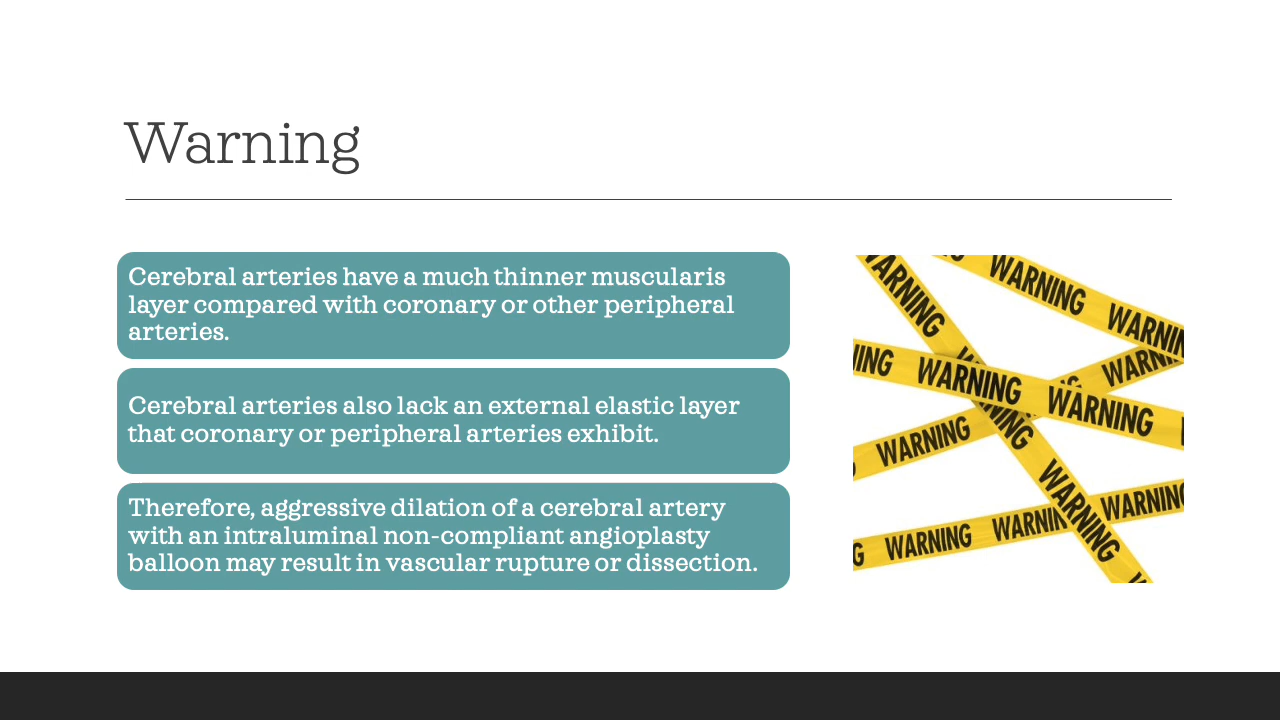 Warning
Cerebral arteries have a much thinner muscularis
layer compared with coronary or other peripheral
arteries.
Cerebral arteries also lack an external elastic layer
that coronary or peripheral arteries exhibit.
Therefore, aggressive dilation of a cerebral artery
with an intraluminal non-compliant angioplasty
balloon may result in vascular rupture or dissection.
WARNING WARNING
WARNING
WARNING
WARNING WARNING
WARNING
WARNING
WARNING
WARNING
WARNING